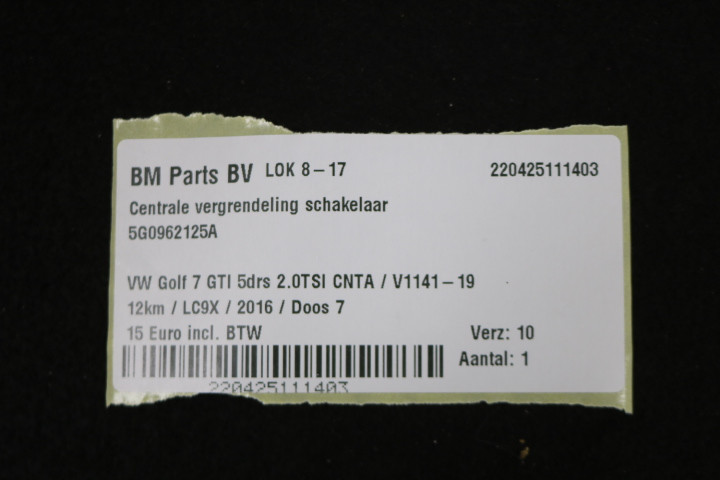 BM Parts BV LOK 8-17 220425111403
Centrale vergrendeling schakelaar
5G0962125A
VW Golf 7 GTI 5drs 2.0TSI CNTA / V1141-19
12km / LC9X / 2016 / Doos 7
15 Euro incl. BTW Verz: 10
Aantal: 1
220425111403